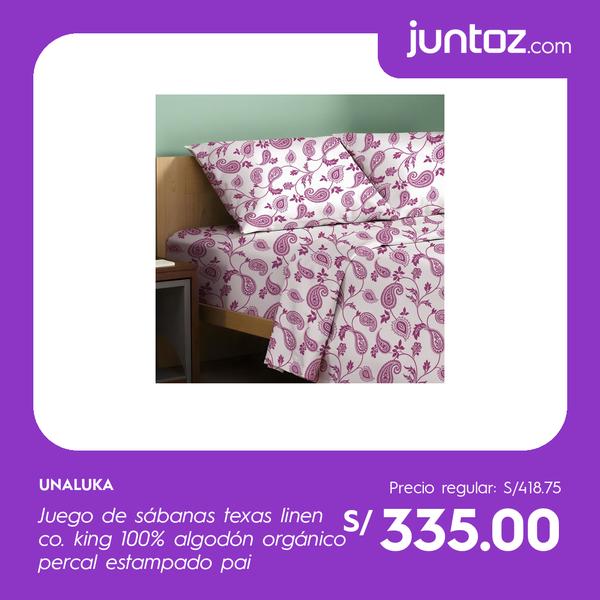 juntoz.com
UNALUKA
Juego de sábanas texas linen
co. king 100% algodón orgánico
percal estampado pai
Precio regular: S/418.75
S/ 335.00